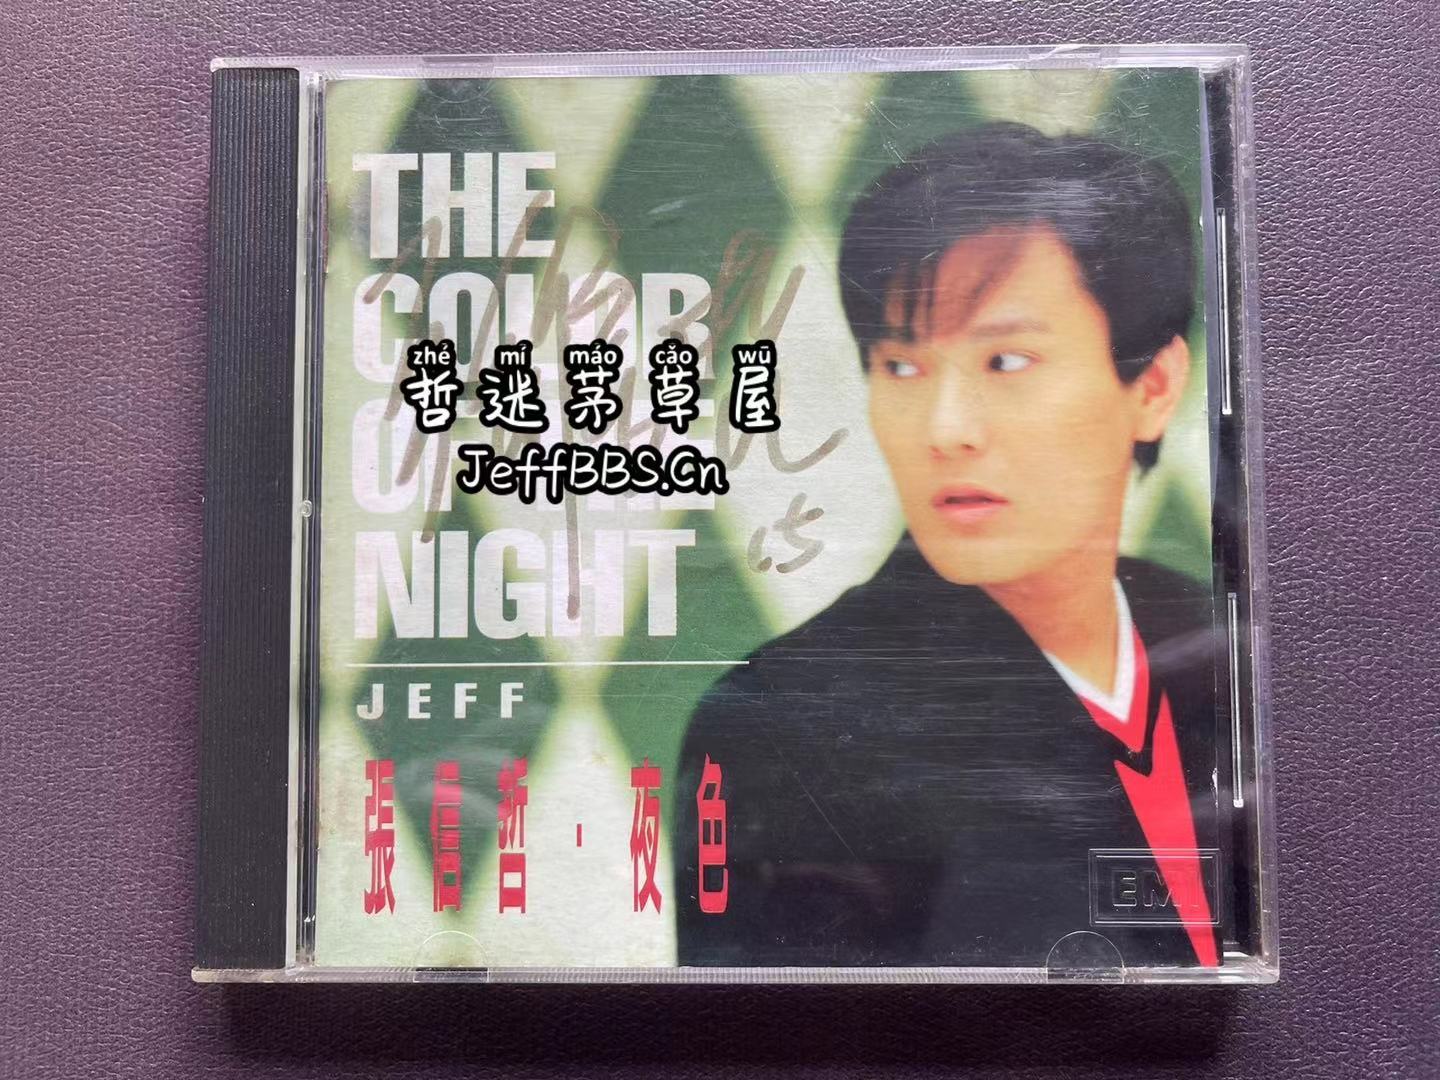 THE
COLOR
OF THE
NIGHT
zhé mí máo cǎo wū
哲迷茅草屋
JeffBBS.Cn
JEFF
張信哲·夜色
EMI